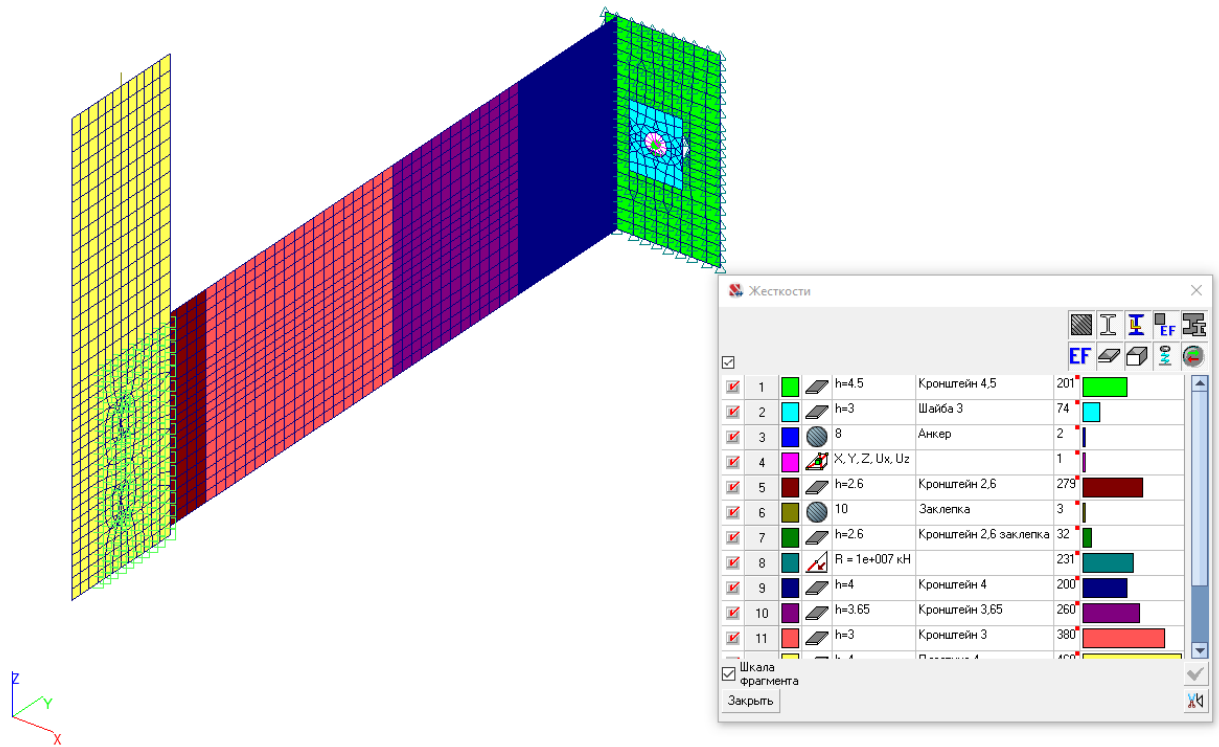 Жесткости
EF
EF
1 h=4.5 Кронштейн 4,5 201
2 h=3 Шайба 3 74
3 8 Анкер 2
4 X, Y, Z, Ux, Uz 1
5 h=2.6 Кронштейн 2,6 279
6 10 Заклепка 3
7 h=2.6 Кронштейн 2,6 заклепка 32
8 R = 1e+007 кН 231
9 h=4 Кронштейн 4 200
10 h=3.65 Кронштейн 3,65 260
11 h=3 Кронштейн 3 380
Шкала
фрагмента
Закрыть
Z
Y
X